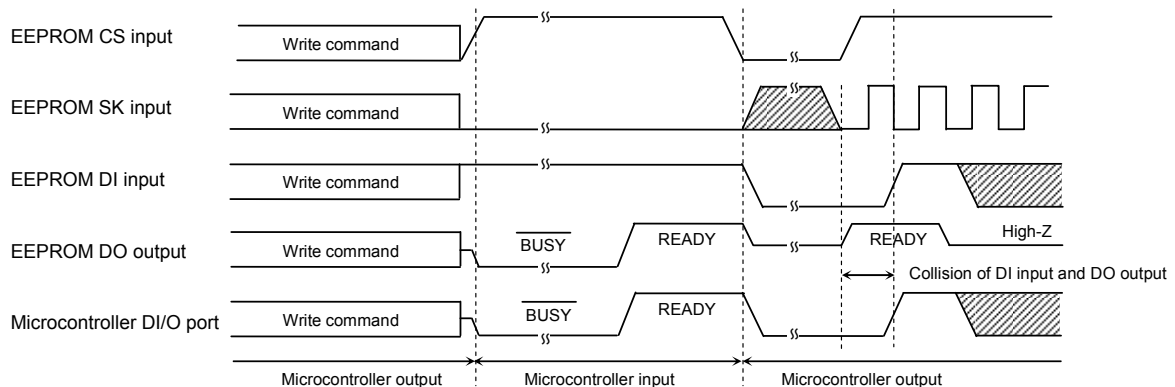 EEPROM CS input
Write command
EEPROM SK input
Write command
EEPROM DI input
Write command
EEPROM DO output
Write command
BUSY
READY
READY
High-Z
Collision of DI input and DO output
Microcontroller DI/O port
Write command
BUSY
READY
Microcontroller output
Microcontroller input
Microcontroller output